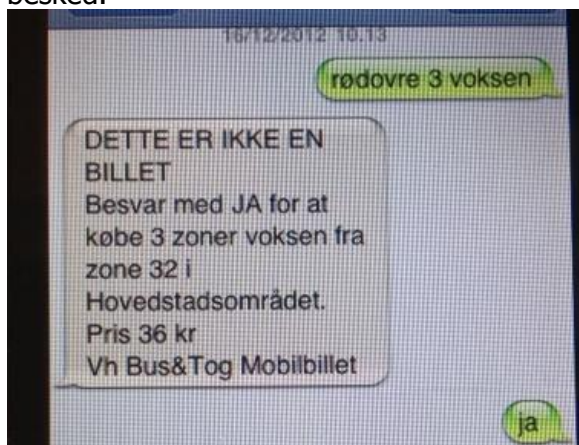 besked:
16/12/2012 10.13
rødovre 3 voksen
DETTE ER IKKE EN
BILLET
Besvar med JA for at
købe 3 zoner voksen fra
zone 32 i
Hovedstadsområdet.
Pris 36 kr
Vh Bus&Tog Mobilbillet
ja